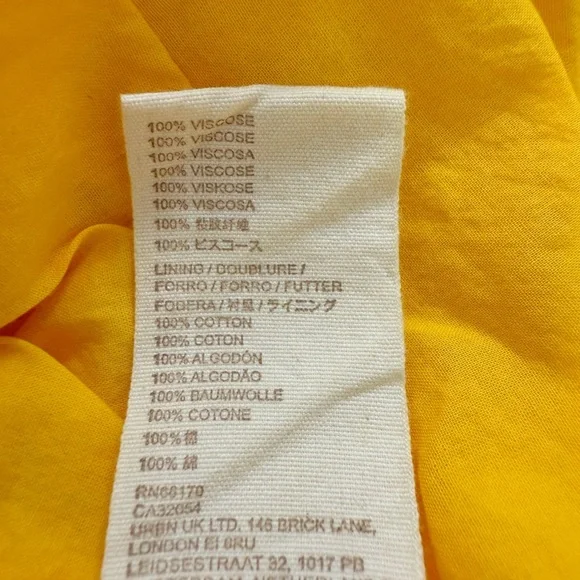 100% VISCOSE
100% VISCOSE
100% VISCOSA
100% VISCOSE
100% VISKOSE
100% VISCOSA
100% 粘胶纤维
100% ビスコース
LINING / DOUBLURE /
FORRO / FORRO / FUTTER
FODERA / 衬里 / ライニング
100% COTTON
100% COTON
100% ALGODÓN
100% ALGODÃO
100% BAUMWOLLE
100% COTONE
100% 棉
100% 綿
RN66170
CA32054
URBN UK LTD, 146 BRICK LANE,
LONDON E1 6RU
LEIDSESTRAAT 32, 1017 PB